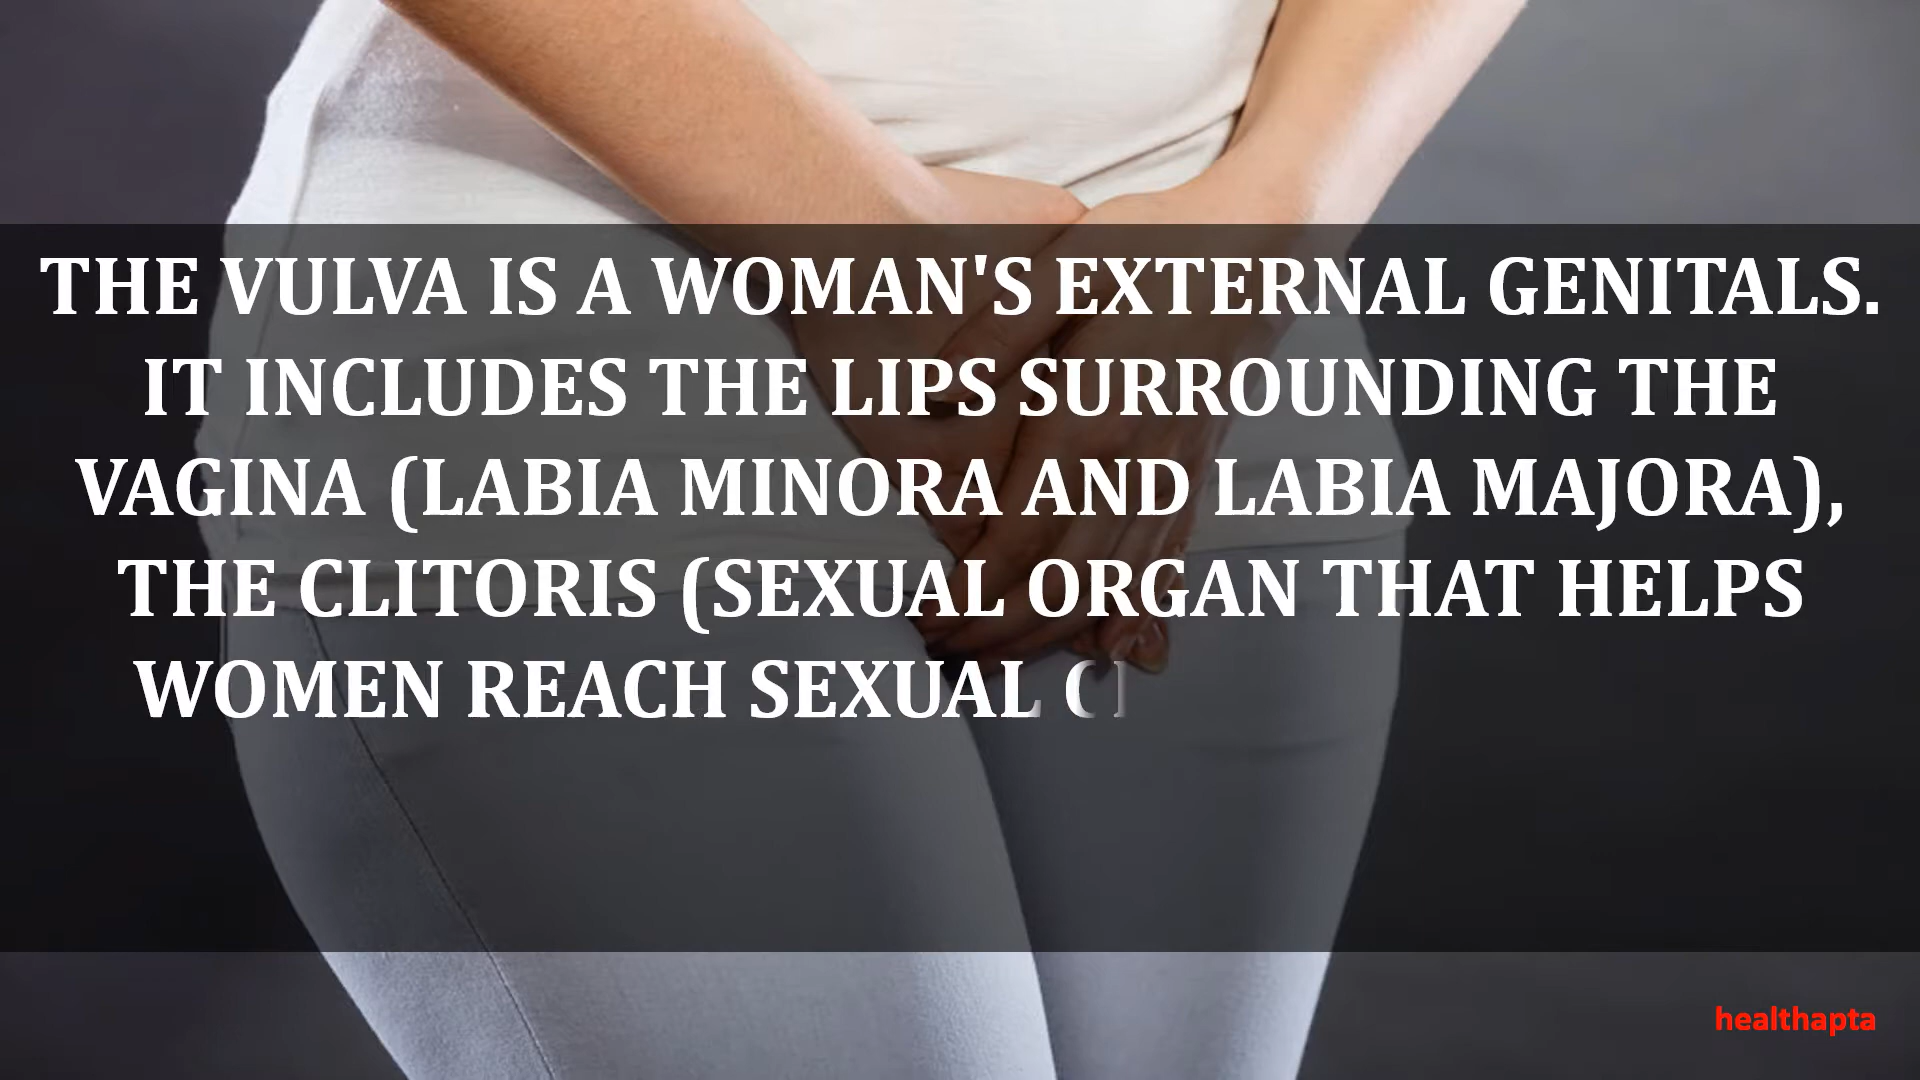 THE VULVA IS A WOMAN'S EXTERNAL GENITALS.
IT INCLUDES THE LIPS SURROUNDING THE
VAGINA (LABIA MINORA AND LABIA MAJORA),
THE CLITORIS (SEXUAL ORGAN THAT HELPS
WOMEN REACH SEXUAL
healthapta